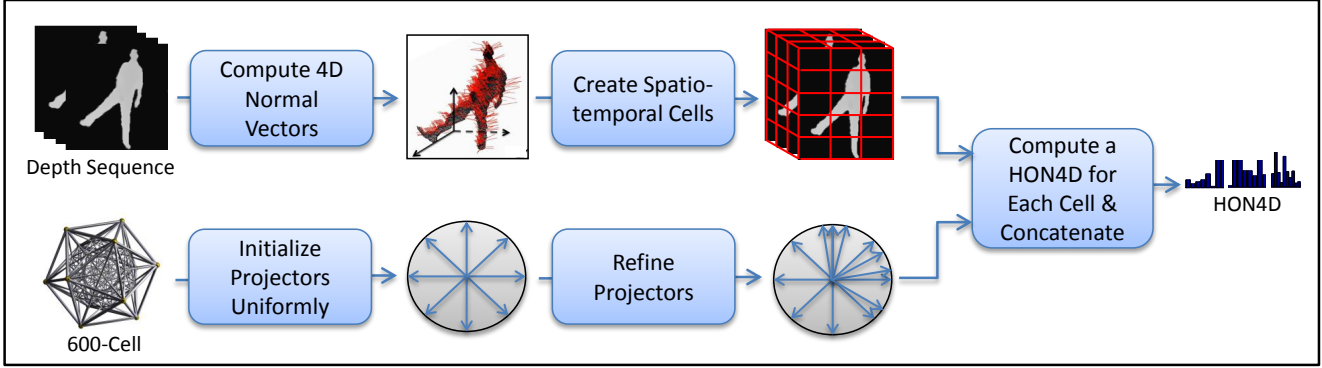 Depth Sequence
Compute 4D
Normal
Vectors
Create Spatio-
temporal Cells
600-Cell
Initialize
Projectors
Uniformly
Refine
Projectors
Compute a
HON4D for
Each Cell &
Concatenate
HON4D